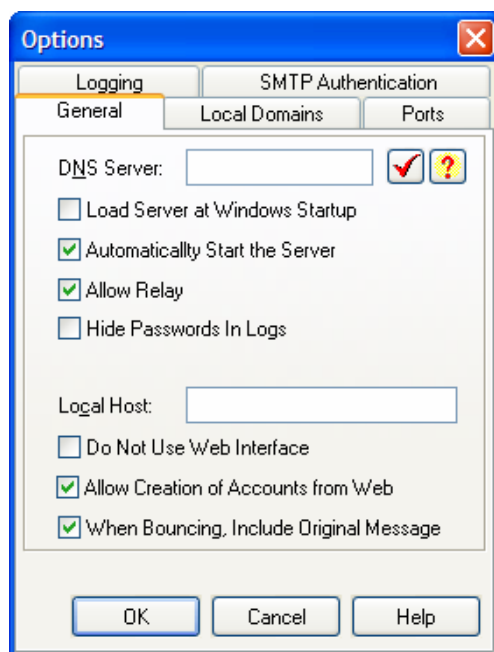 Options
Logging
SMTP Authentication
General
Local Domains
Ports
DNS Server:
?
Load Server at Windows Startup
Automaticallty Start the Server
Allow Relay
Hide Passwords In Logs
Local Host:
Do Not Use Web Interface
Allow Creation of Accounts from Web
When Bouncing, Include Original Message
OK
Cancel
Help